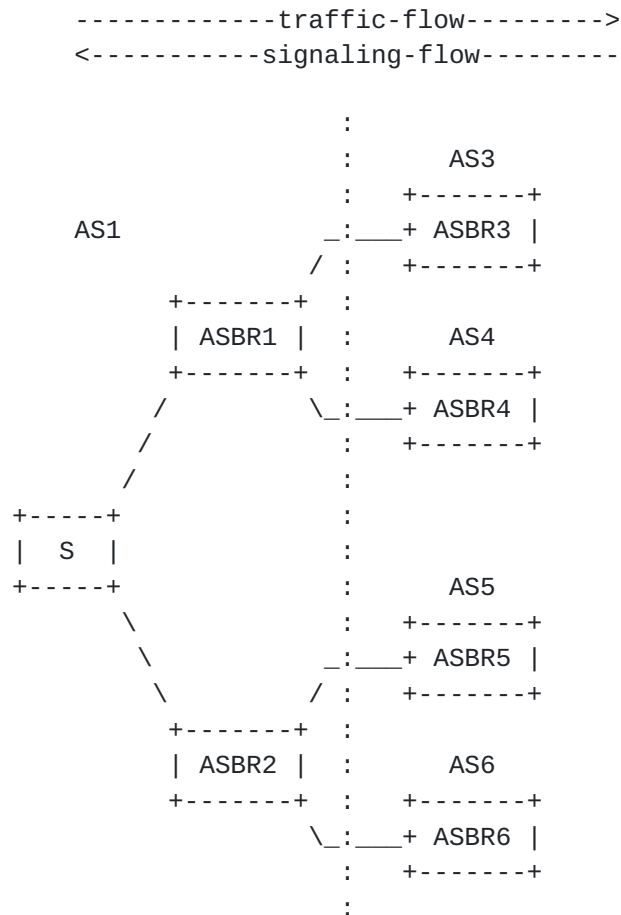 -------------traffic-flow--------->
<-----------signaling-flow---------
AS3
AS1
ASBR3
ASBR1
AS4
ASBR4
S
AS5
ASBR5
ASBR2
AS6
ASBR6